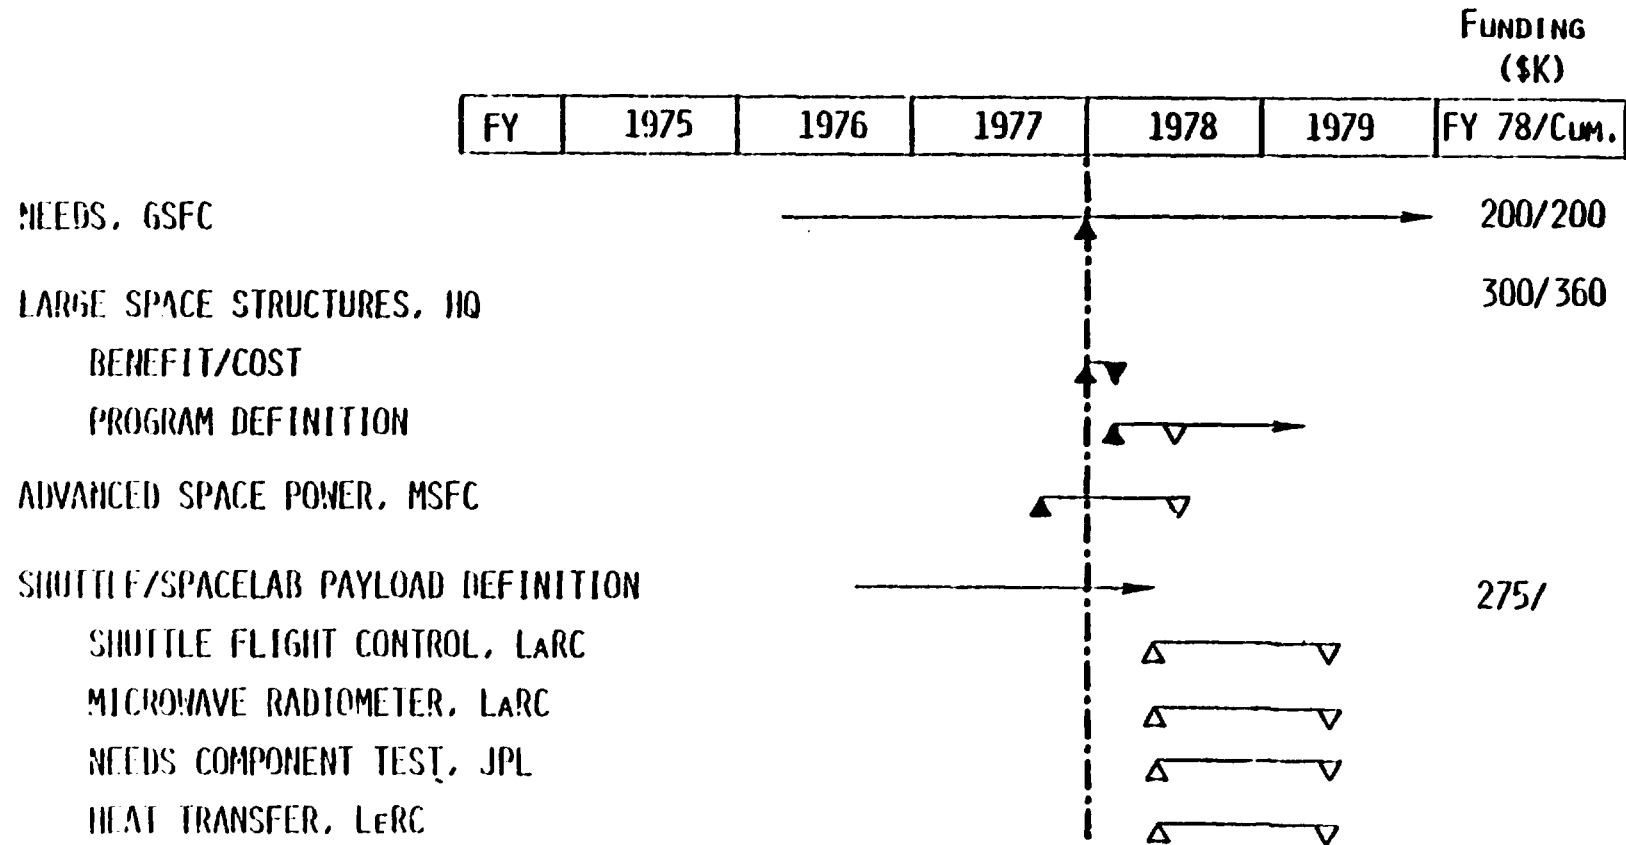 FUNDING
($K)
FY 1975 1976 1977 1978 1979 FY 78/CUM.
NEEDS, GSFC 200/200
LARGE SPACE STRUCTURES, HQ 300/360
BENEFIT/COST
PROGRAM DEFINITION
ADVANCED SPACE POWER, MSFC
SHUTTLE/SPACELAB PAYLOAD DEFINITION 275/
SHUTTLE FLIGHT CONTROL, LARC
MICROWAVE RADIOMETER, LARC
NEEDS COMPONENT TEST, JPL
HEAT TRANSFER, LERC